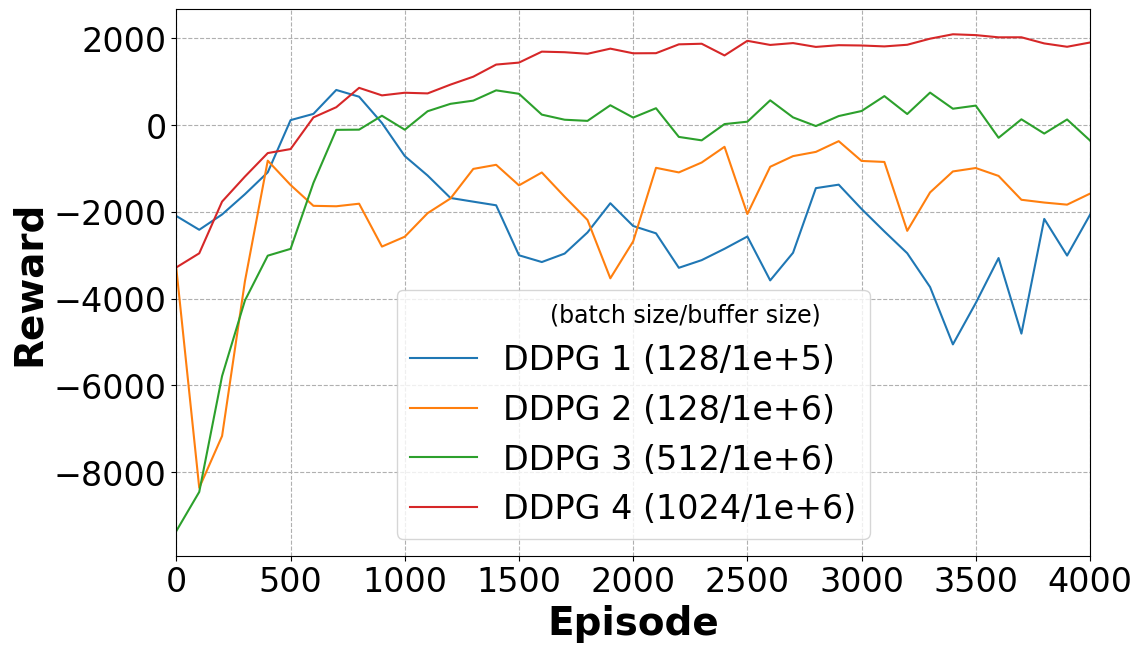 2000
0
−2000
−4000
−6000
−8000
Reward
(batch size/buffer size)
DDPG 1 (128/1e+5)
DDPG 2 (128/1e+6)
DDPG 3 (512/1e+6)
DDPG 4 (1024/1e+6)
0 500 1000 1500 2000 2500 3000 3500 4000
Episode